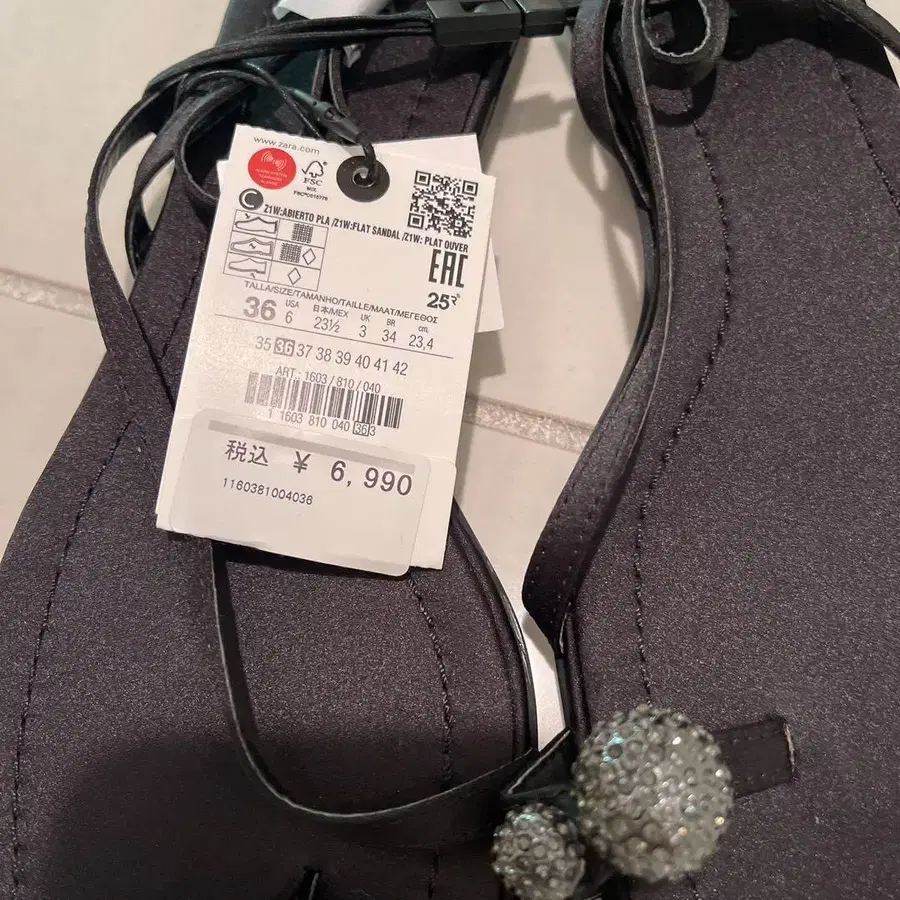 www.zara.com
FSC
MIX
C Z1W:ABIERTO PLA /Z1W:FLAT SANDAL /Z1W: PLAT OUVER
EAC
TALLA/SIZE/TAMANHO/TAILLE/MAAT/ΜΕΓΕΘΟΣ
USA 日本/MEX UK BR cm.
36 6 23½ 3 34 23,4
35 36 37 38 39 40 41 42
ART. 1603/810/040
1 1603 810 040 36 3
税込 ¥ 6,990
1160381004036